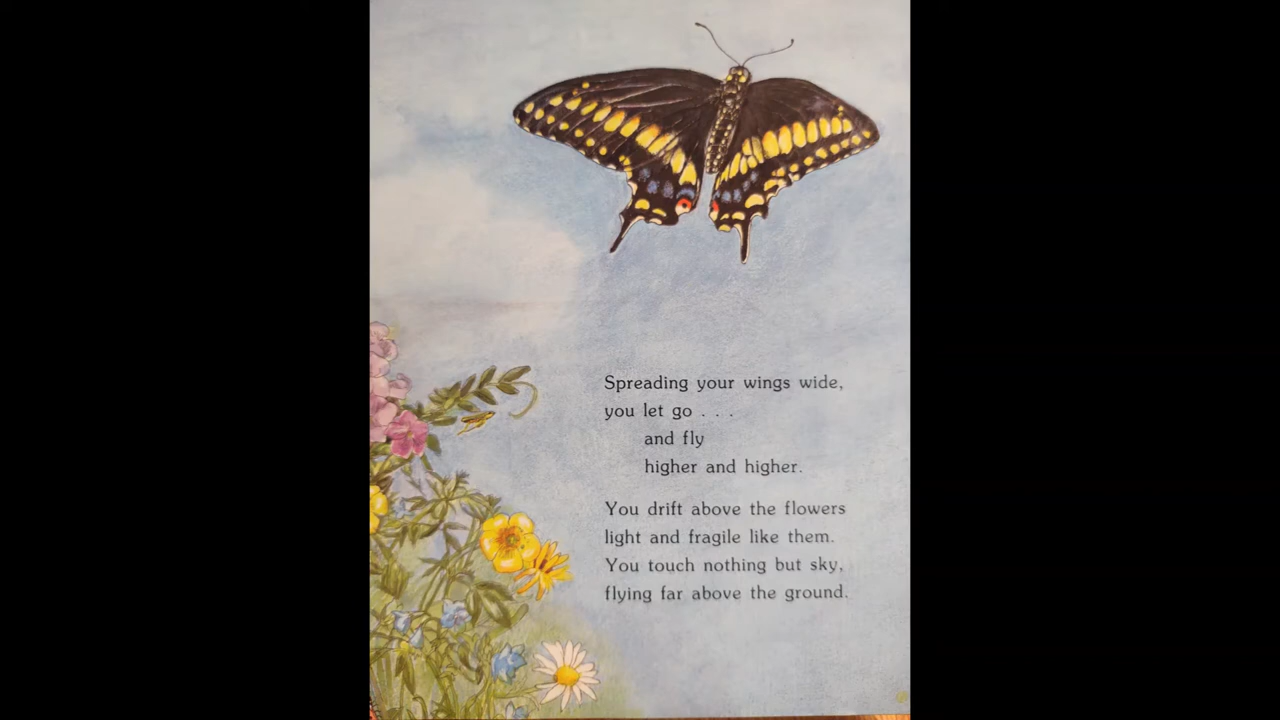 Spreading your wings wide,
you let go . . .
and fly
higher and higher.
You drift above the flowers
light and fragile like them.
You touch nothing but sky,
flying far above the ground.